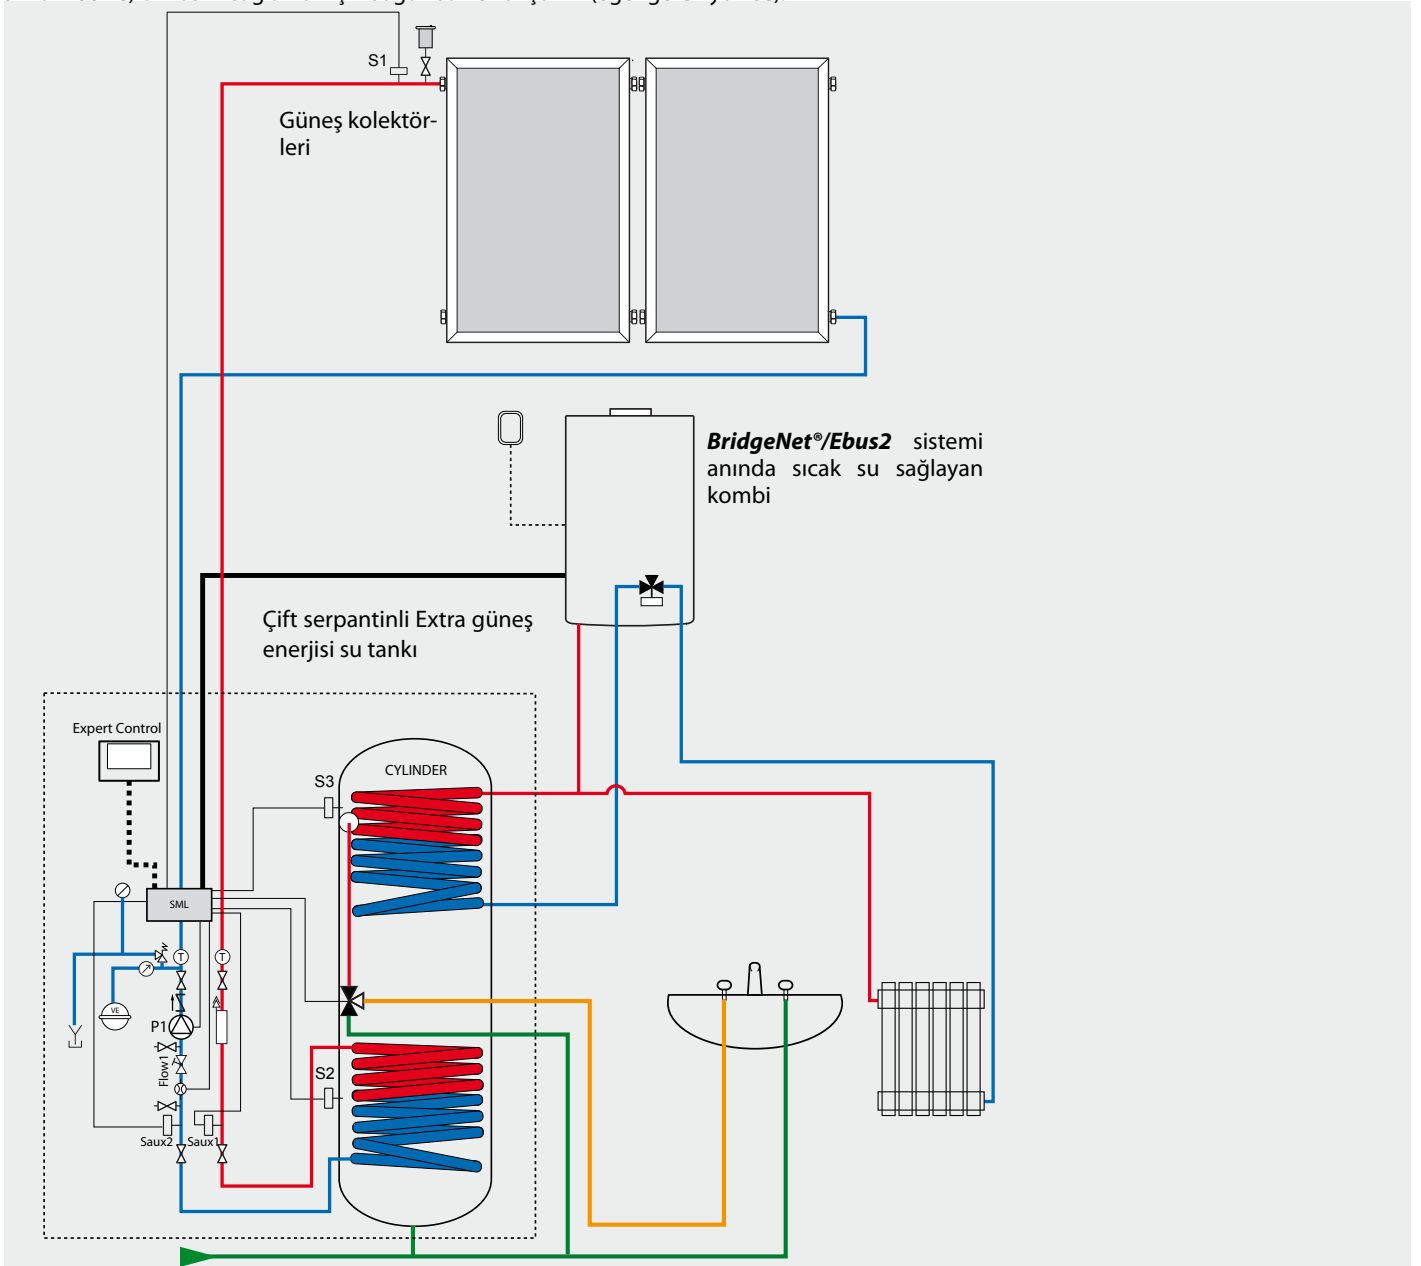 S1
Güneş kolektör-
leri
BridgeNet®/Ebus2 sistemi
anında sıcak su sağlayan
kombi
Çift serpantinli Extra güneş
enerjisi su tankı
Expert Control
CYLINDER
S3
SML
T
T
VE
P1
Flow1
S2
Saux2
Saux1